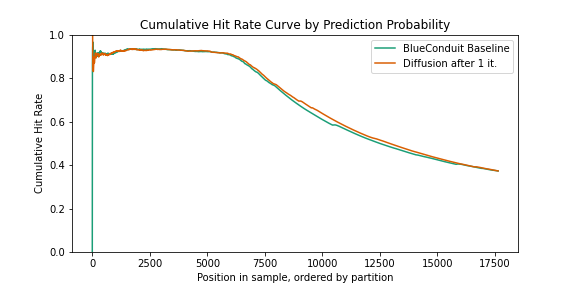 Cumulative Hit Rate Curve by Prediction Probability
BlueConduit Baseline
Diffusion after 1 it.
Cumulative Hit Rate
1.0
0.8
0.6
0.4
0.2
0.0
0
2500
5000
7500
10000
12500
15000
17500
Position in sample, ordered by partition